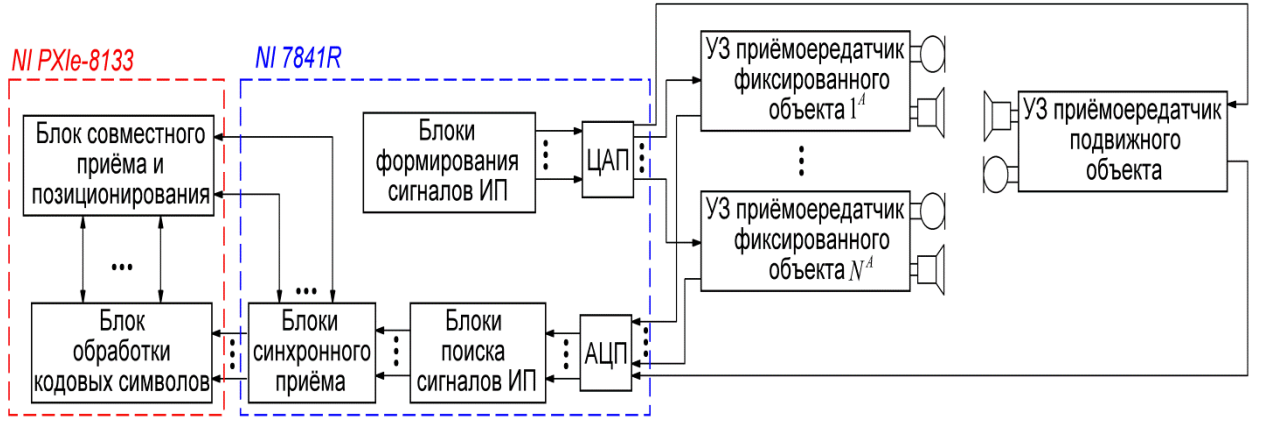 NI PXIe-8133
NI 7841R
Блок совместного
приёма и
позиционирования
Блоки
формирования
сигналов ИП
ЦАП
УЗ приёмоередатчик
фиксированного
объекта 1^A
УЗ приёмоередатчик
подвижного
объекта
УЗ приёмоередатчик
фиксированного
объекта N^A
Блок
обработки
кодовых символов
Блоки
синхронного
приёма
Блоки
поиска
сигналов ИП
АЦП